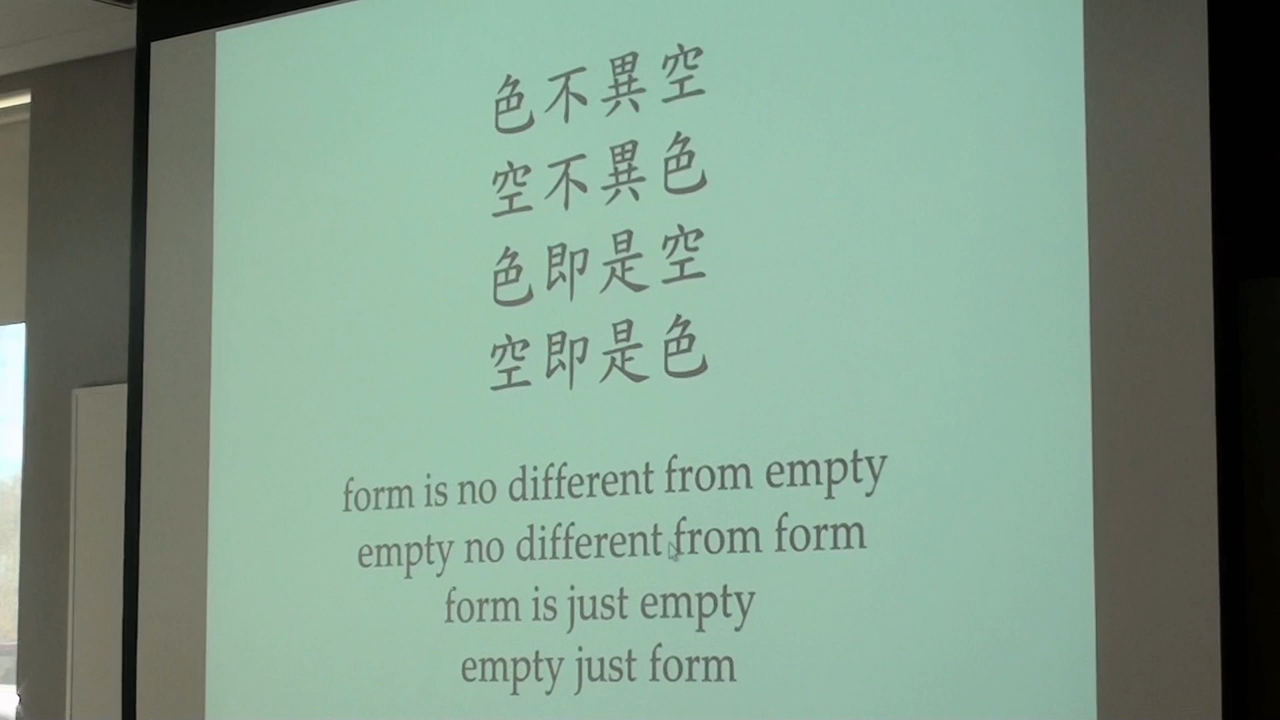 色不異空
空不異色
色即是空
空即是色
form is no different from empty
empty no different from form
form is just empty
empty just form